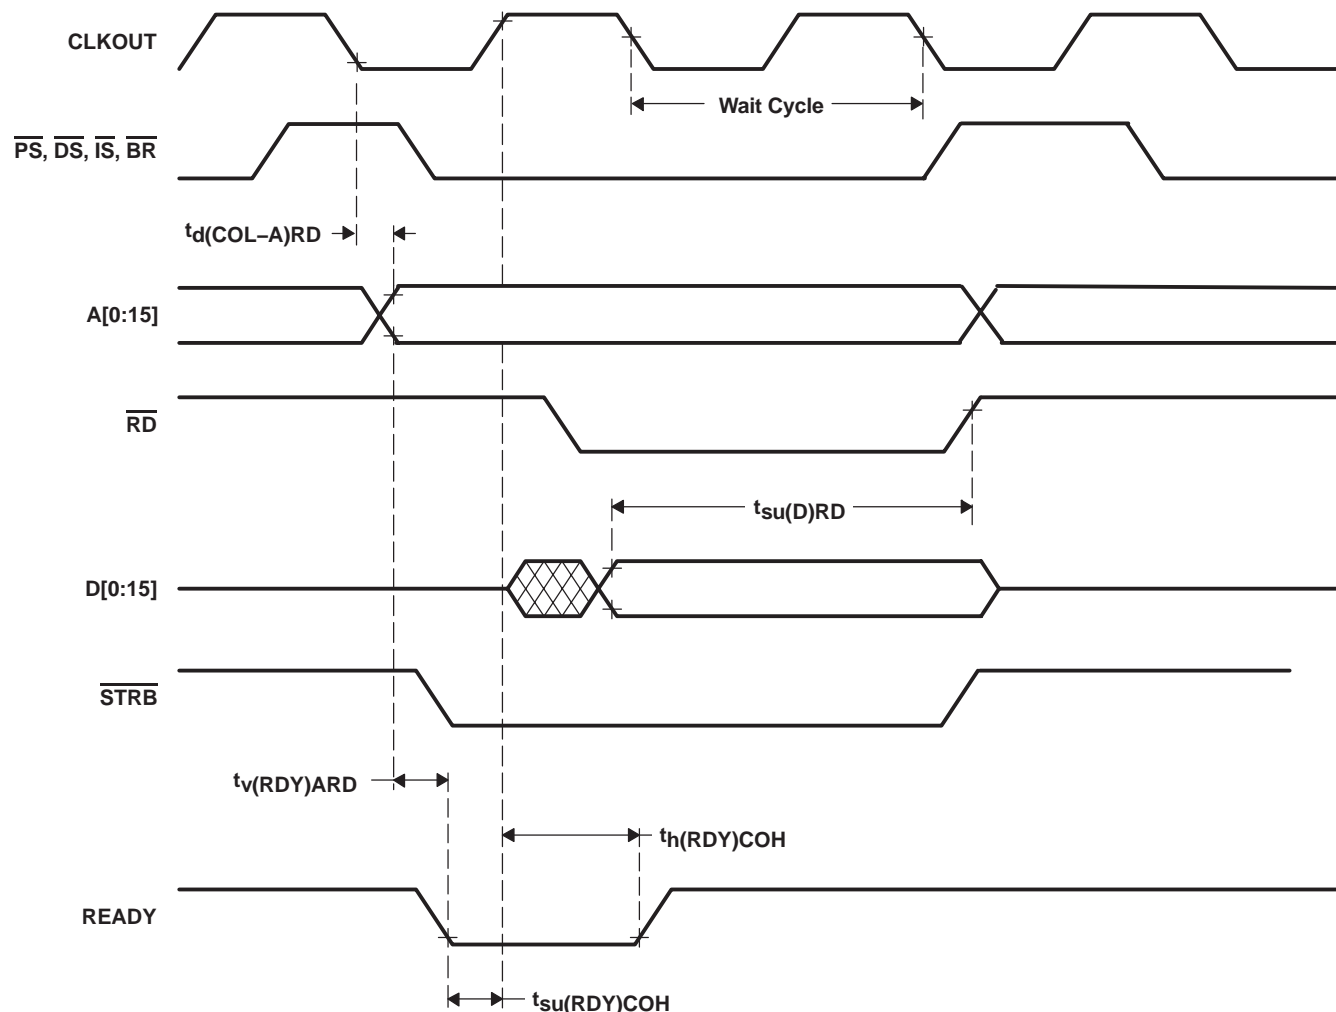 CLKOUT
Wait Cycle
PS, DS, IS, BR
td(COL–A)RD
A[0:15]
RD
tsu(D)RD
D[0:15]
STRB
tv(RDY)ARD
th(RDY)COH
READY
tsu(RDY)COH